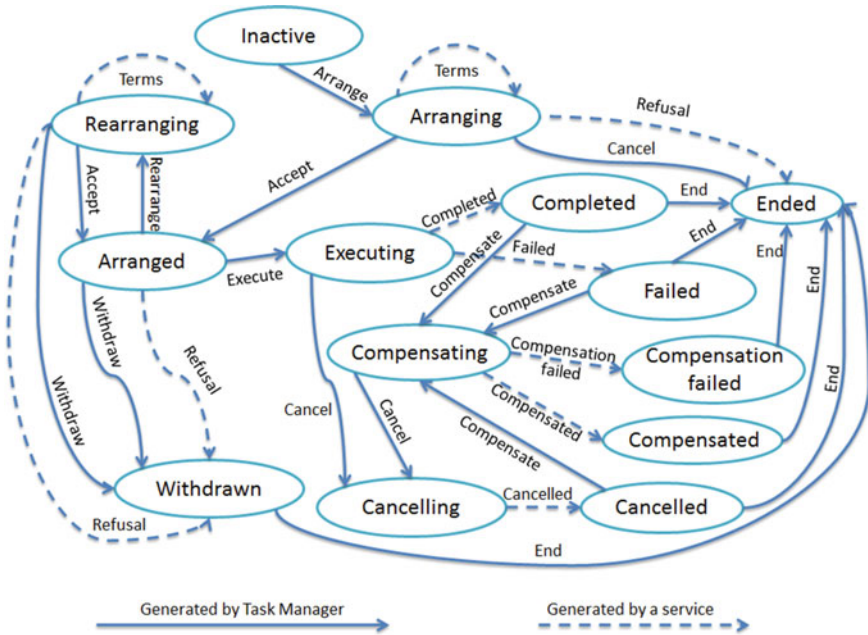 Inactive
Terms
Arrange
Terms
Rearranging
Arranging
Refusal
Cancel
Accept
Rearrange
Accept
Completed
Completed
End
Ended
Arranged
Execute
Executing
Failed
End
End
End
Compensate
Failed
Withdraw
Refusal
Compensate
Compensating
Compensation
failed
Compensation
failed
End
Withdraw
Cancel
Cancel
Compensated
Compensated
Compensate
Withdrawn
Cancelling
Cancelled
Cancelled
Refusal
End
Generated by Task Manager
Generated by a service